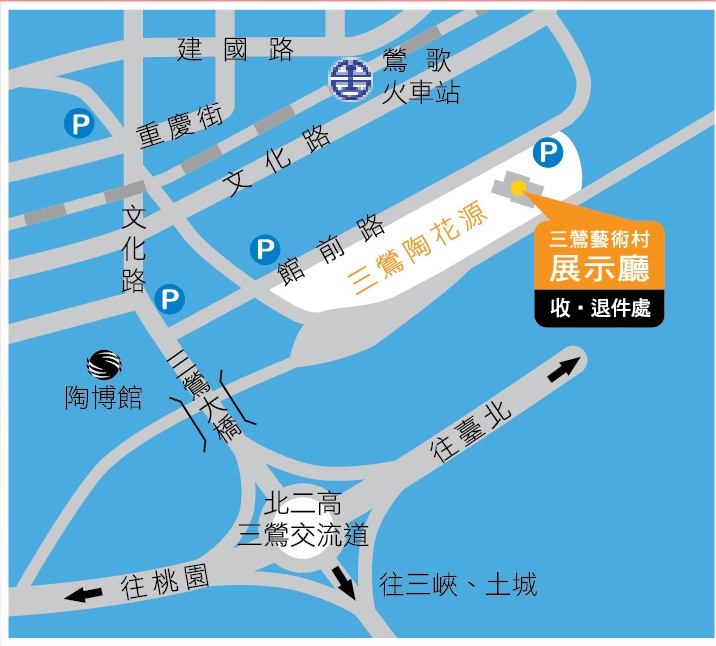 建國路
鶯歌
火車站
P
重慶街
文化路
P
文化路
館前路
三鶯陶花源
P
三鶯藝術村
展示廳
收・退件處
P
三鶯大橋
陶博館
往臺北
北二高
三鶯交流道
往桃園
往三峽、土城